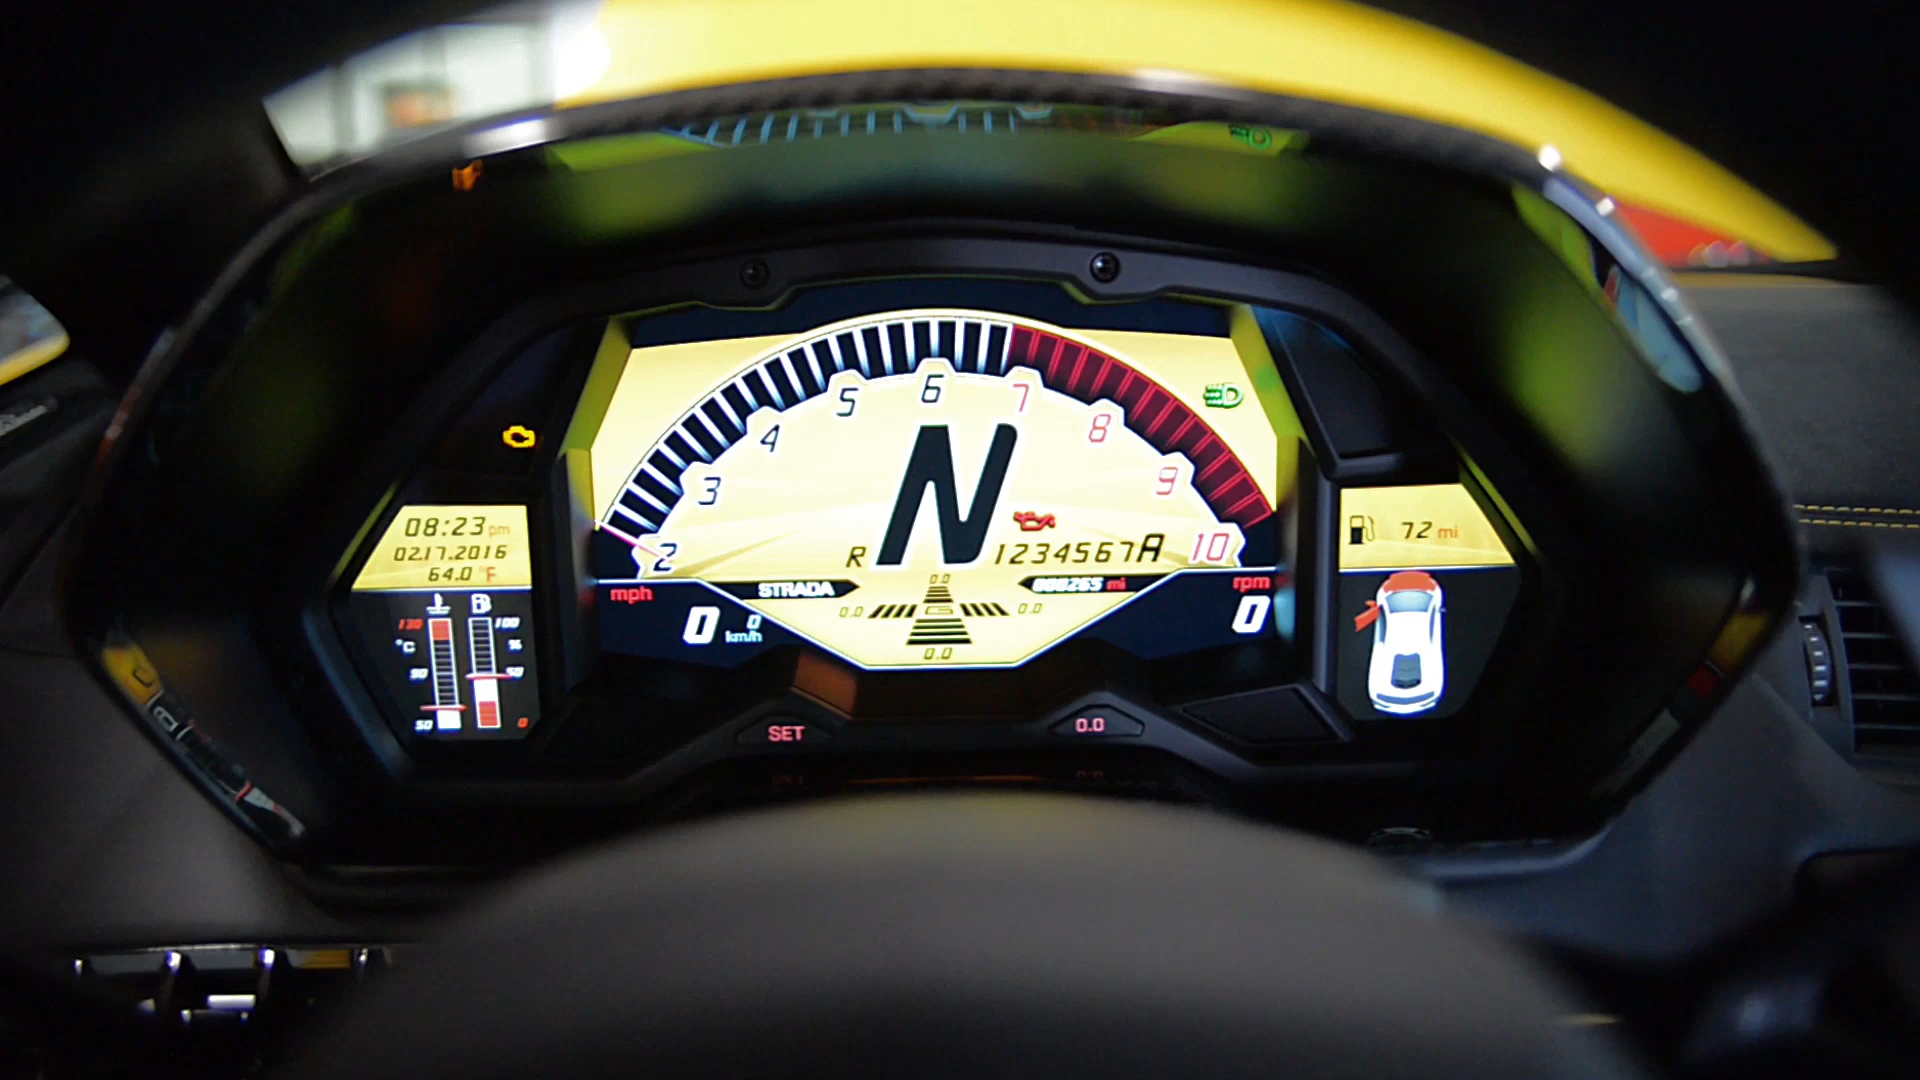 6
5 7
4 8
3 9
2 10
N
R 1234567A
08:23 pm
02.17.2016
64.0 °F
72 mi
STRADA
000265 mi
mph
rpm
0
0
km/h
0
0.0
0.0 G 0.0
0.0
130 100
°C %
90 50
50 0
SET
0.0